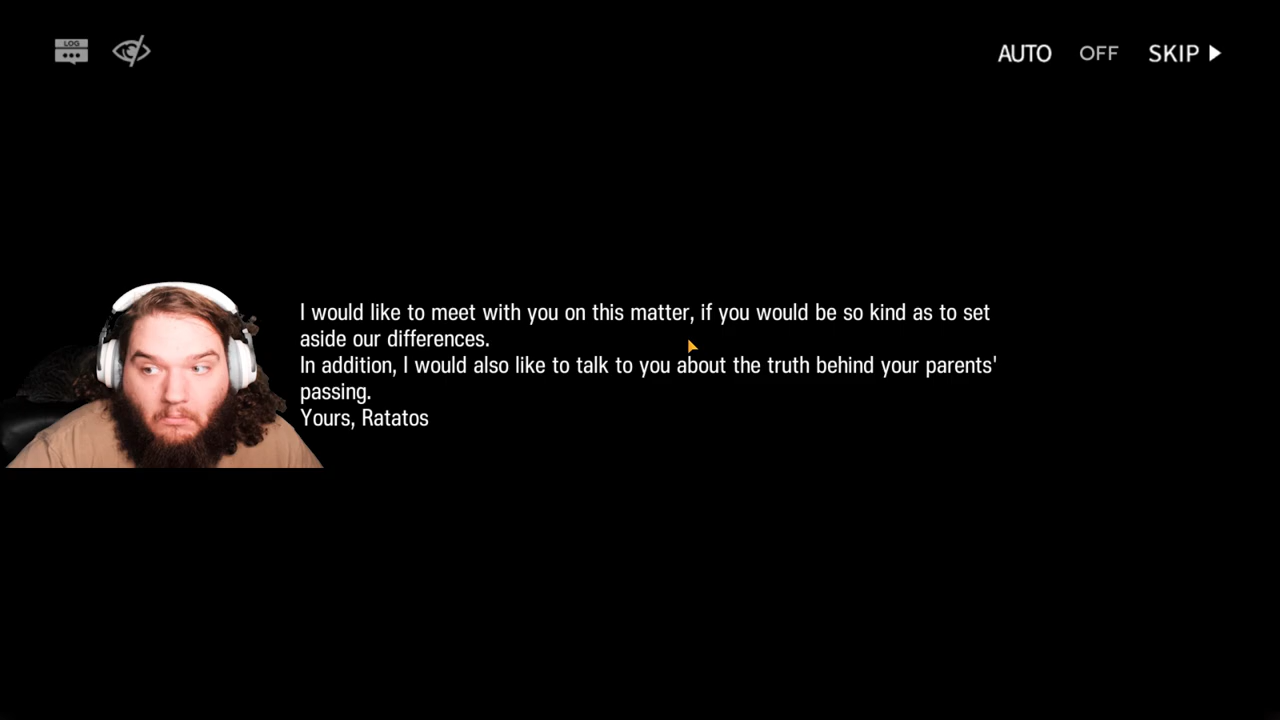 LOG
AUTO OFF SKIP
I would like to meet with you on this matter, if you would be so kind as to set
aside our differences.
In addition, I would also like to talk to you about the truth behind your parents'
passing.
Yours, Ratatos